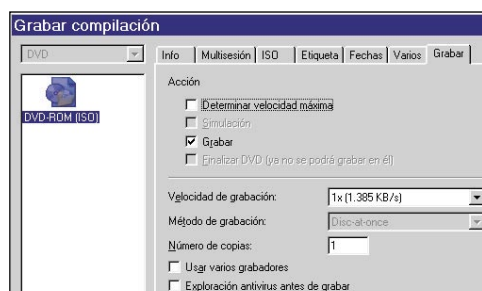 Grabar compilación
DVD
DVD-ROM (ISO)
Info Multisesión ISO Etiqueta Fechas Varios Grabar
Acción
Determinar velocidad máxima
Simulación
Grabar
Finalizar DVD (ya no se podrá grabar en él)
Velocidad de grabación: 1x (1.385 KB/s)
Método de grabación: Disc-at-once
Número de copias: 1
Usar varios grabadores
Exploración antivirus antes de grabar